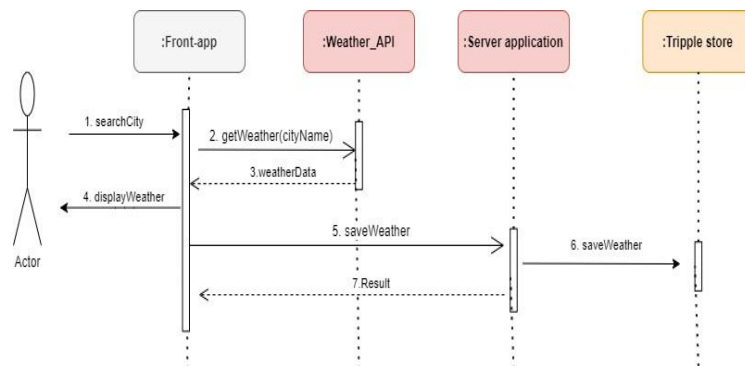 :Front-app
:Weather_API
:Server application
:Tripple store
1. searchCity
2. getWeather(cityName)
3.weatherData
4. displayWeather
5. saveWeather
6. saveWeather
7.Result
Actor